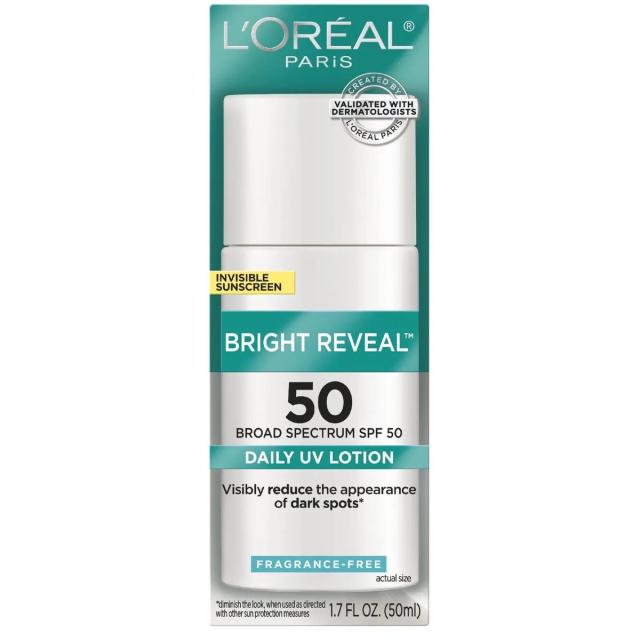 L'ORÉAL®
PARIS
CREATED BY
VALIDATED WITH
DERMATOLOGISTS
L'ORÉAL PARIS
INVISIBLE
SUNSCREEN
BRIGHT REVEAL™
50
BROAD SPECTRUM SPF 50
DAILY UV LOTION
Visibly reduce the appearance
of dark spots*
FRAGRANCE-FREE
actual size
*diminish the look, when used as directed
with other sun protection measures
1.7 FL OZ. (50ml)